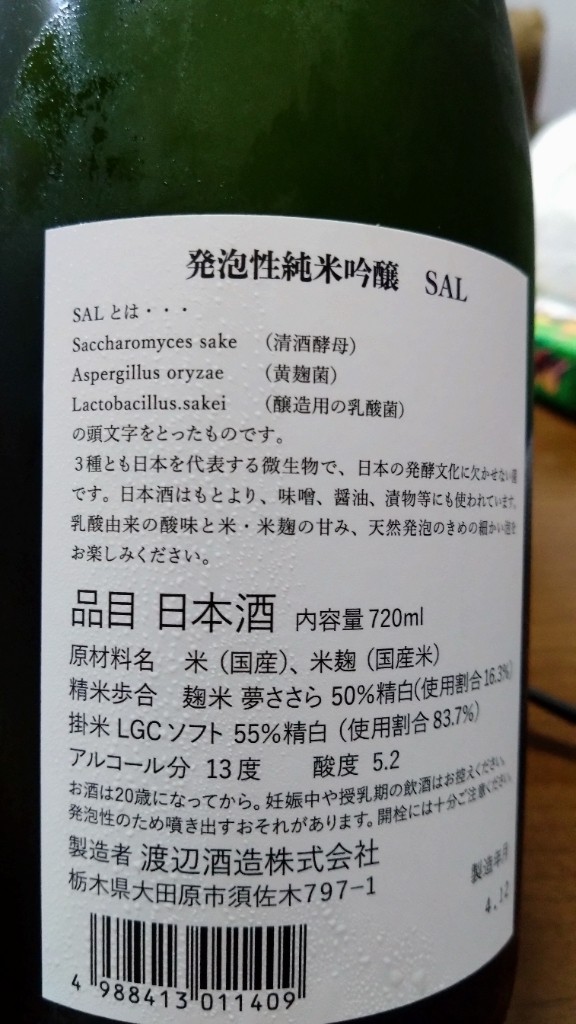 発泡性純米吟醸 SAL
SALとは・・・
Saccharomyces sake (清酒酵母)
Aspergillus oryzae (黄麹菌)
Lactobacillus.sakei (醸造用の乳酸菌)
の頭文字をとったものです。
3種とも日本を代表する微生物で、日本の発酵文化に欠かせない
です。日本酒はもとより、味噌、醤油、漬物等にも使われています。
乳酸由来の酸味と米・米麹の甘み、天然発泡のきめの細かい泡を
お楽しみください。
品目 日本酒 内容量720ml
原材料名 米(国産)、米麹(国産米)
精米歩合 麹米 夢ささら 50%精白(使用割合16.3%)
掛米 LGCソフト 55%精白(使用割合83.7%)
アルコール分 13度 酸度 5.2
お酒は20歳になってから。妊娠中や授乳期の飲酒はお控えください。
発泡性のため噴き出すおそれがあります。開栓には十分ご注意ください。
製造者 渡辺酒造株式会社
栃木県大田原市須佐木797-1
製造年月
4.12
4 988413 011409